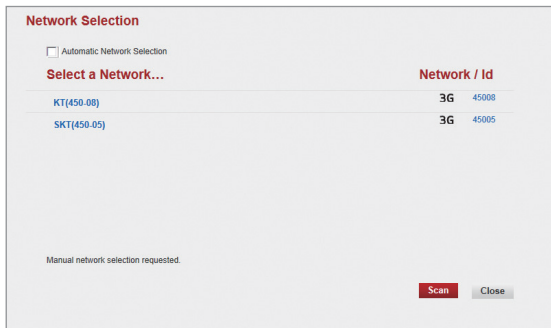 Network Selection
Automatic Network Selection
Select a Network... Network / Id
KT(450-08) 3G 45008
SKT(450-05) 3G 45005
Manual network selection requested.
Scan Close